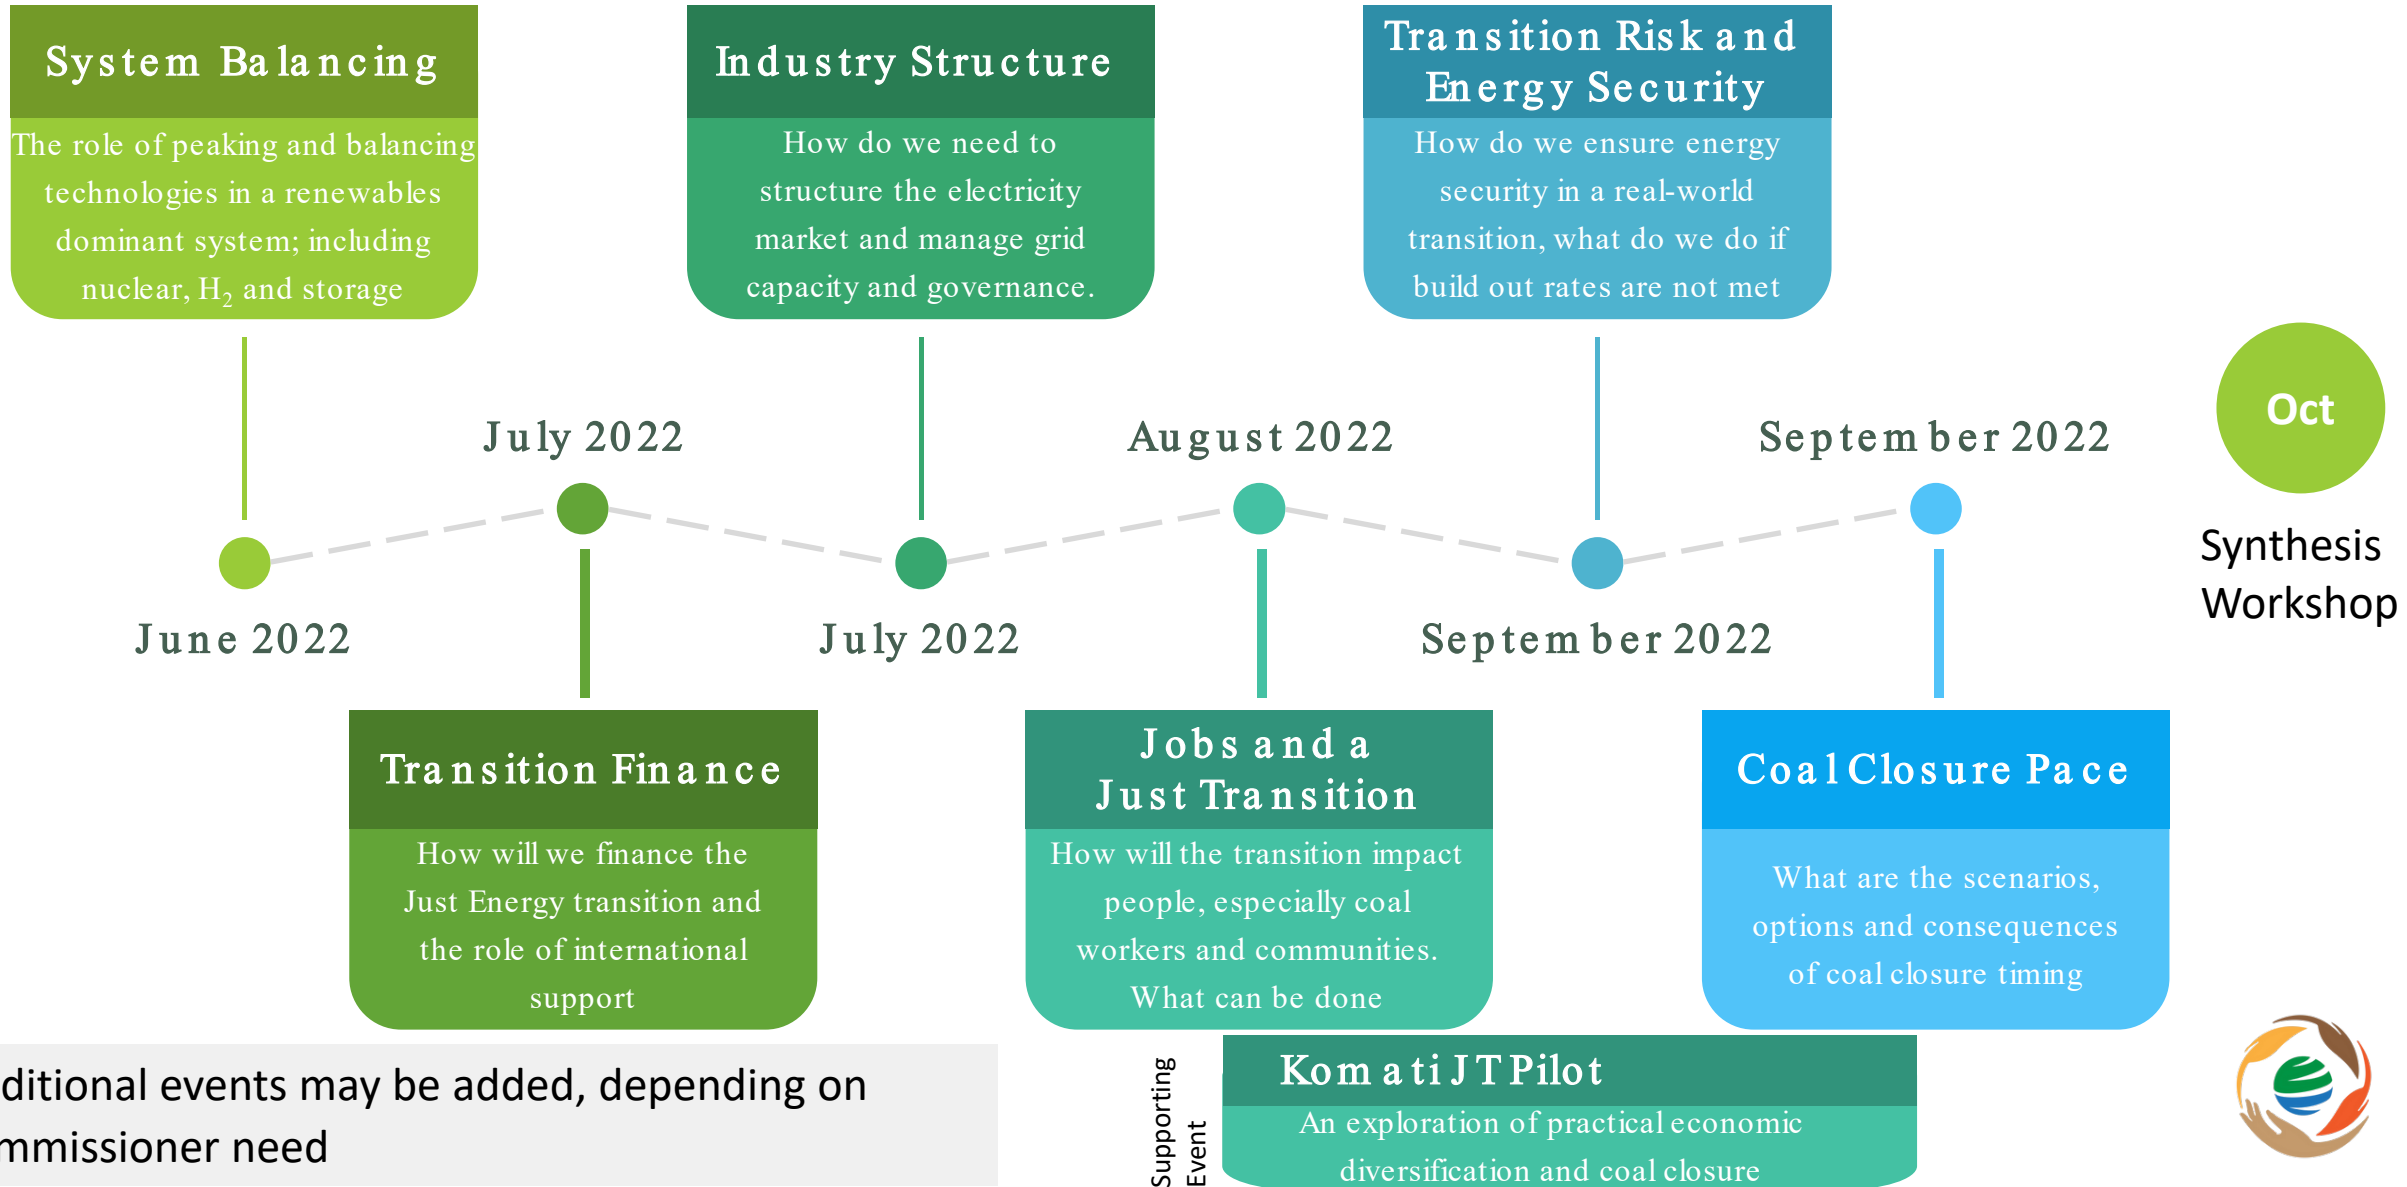 System Balancing
The role of peaking and balancing
technologies in a renewables
dominant system; including
nuclear, H₂ and storage
Industry Structure
How do we need to
structure the electricity
market and manage grid
capacity and governance.
Transition Risk and
Energy Security
How do we ensure energy
security in a real-world
transition, what do we do if
build out rates are not met
Oct
Synthesis
Workshop
July 2022
August 2022
September 2022
June 2022
July 2022
September 2022
Transition Finance
How will we finance the
Just Energy transition and
the role of international
support
Jobs and a
Just Transition
How will the transition impact
people, especially coal
workers and communities.
What can be done
Coal Closure Pace
What are the scenarios,
options and consequences
of coal closure timing
ditional events may be added, depending on
mmissioner need
Supporting
Event
Komati JT Pilot
An exploration of practical economic
diversification and coal closure